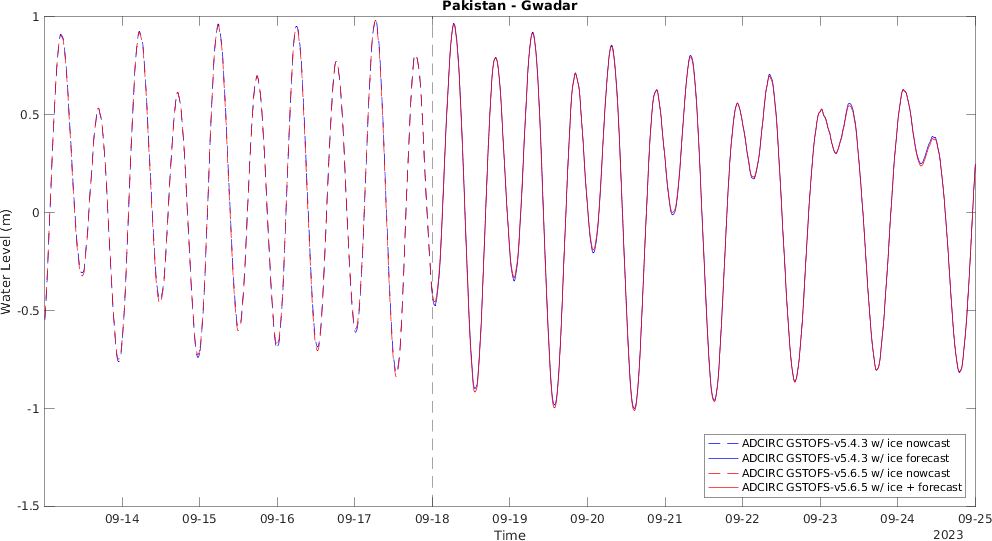 Pakistan - Gwadar
1
0.5
0
-0.5
-1
-1.5
Water Level (m)
09-14 09-15 09-16 09-17 09-18 09-19 09-20 09-21 09-22 09-23 09-24 09-25
Time
2023
ADCIRC GSTOFS-v5.4.3 w/ ice nowcast
ADCIRC GSTOFS-v5.4.3 w/ ice forecast
ADCIRC GSTOFS-v5.6.5 w/ ice nowcast
ADCIRC GSTOFS-v5.6.5 w/ ice + forecast